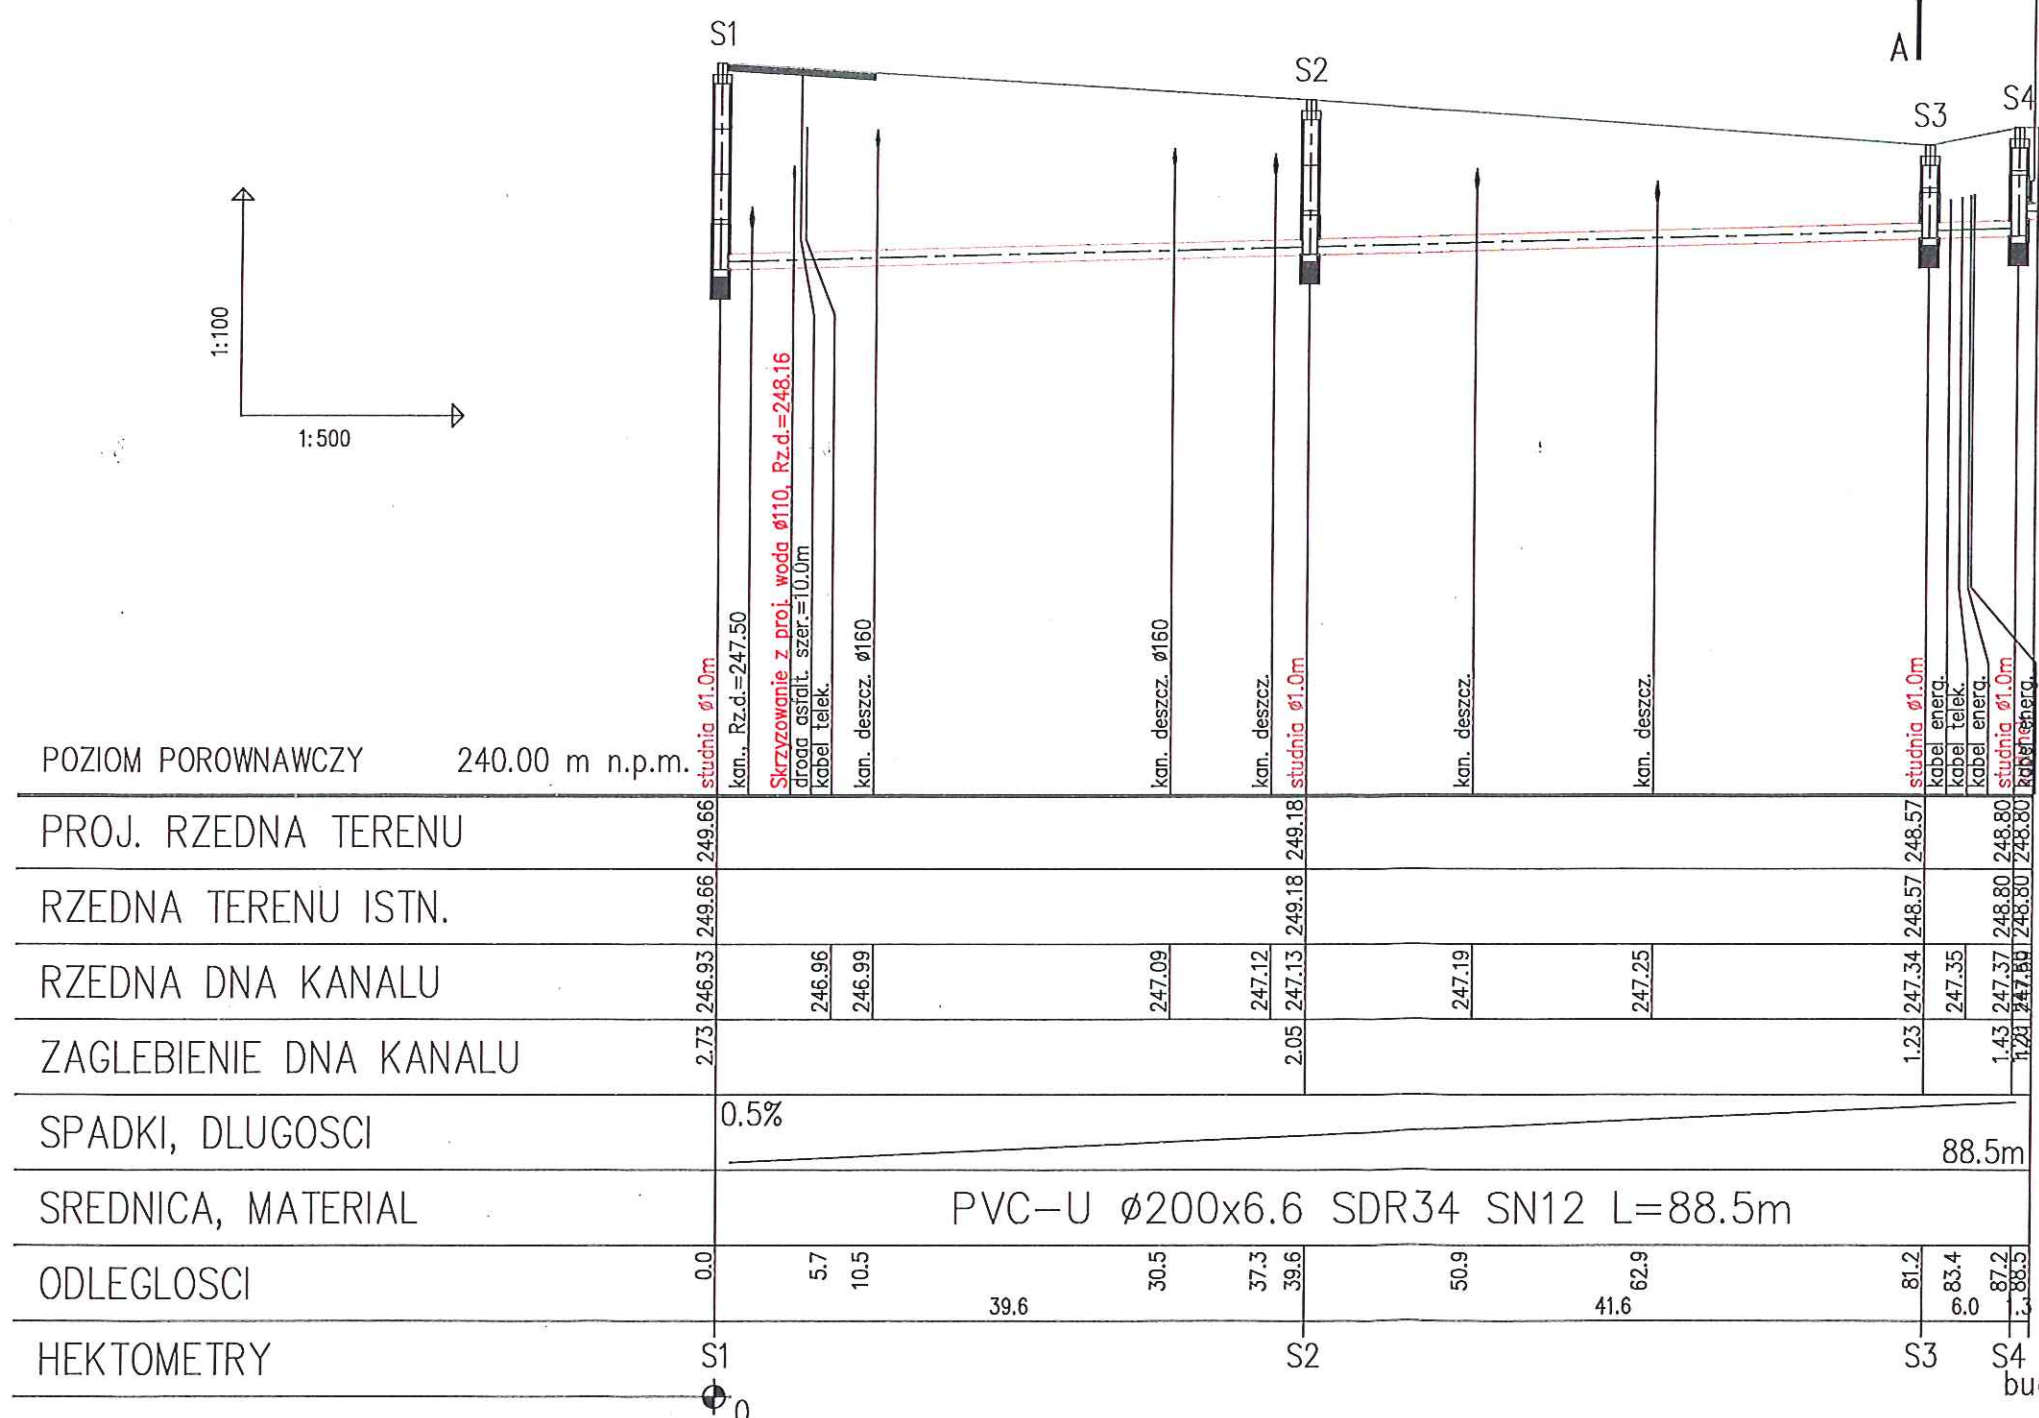 S1
S2
A
S3
S4
1:100
1:500
studnia ø1.0m
kan., Rz.d.=247.50
Skrzyzowanie z proj. woda ø110, Rz.d.=248.16
droga asfalt. szer.=10.0m
kabel telek.
kan. deszcz. ø160
kan. deszcz. ø160
kan. deszcz.
studnia ø1.0m
kan. deszcz.
kan. deszcz.
studnia ø1.0m
kabel energ.
kabel telek.
kabel energ.
studnia ø1.0m
kabel energ.
POZIOM POROWNAWCZY 240.00 m n.p.m.
PROJ. RZEDNA TERENU 249.66 249.18 248.57 248.80 248.80
RZEDNA TERENU ISTN. 249.66 249.18 248.57 248.80 248.80
RZEDNA DNA KANALU 246.93 246.96 246.99 247.09 247.12 247.13 247.19 247.25 247.34 247.35 247.37
ZAGLEBIENIE DNA KANALU 2.73 2.05 1.23 1.43
SPADKI, DLUGOSCI 0.5% 88.5m
SREDNICA, MATERIAL PVC-U ø200x6.6 SDR34 SN12 L=88.5m
ODLEGLOSCI 0.0 5.7 10.5 30.5 37.3 39.6 50.9 62.9 81.2 83.4 87.2 88.5
39.6 41.6 6.0 1.3
HEKTOMETRY S1 S2 S3 S4
0